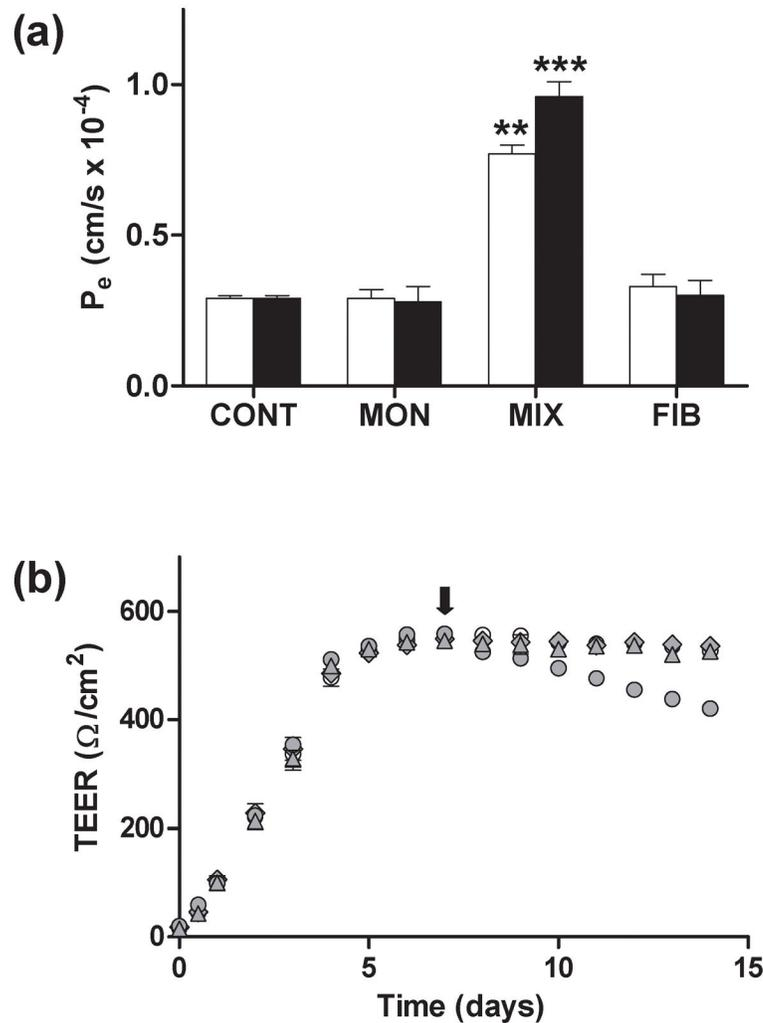 (a)
Pe (cm/s x 10-4)
1.0
0.5
0.0
**
***
CONT MON MIX FIB
(b)
TEER (Ω/cm2)
600
400
200
0
0 5 10 15
Time (days)